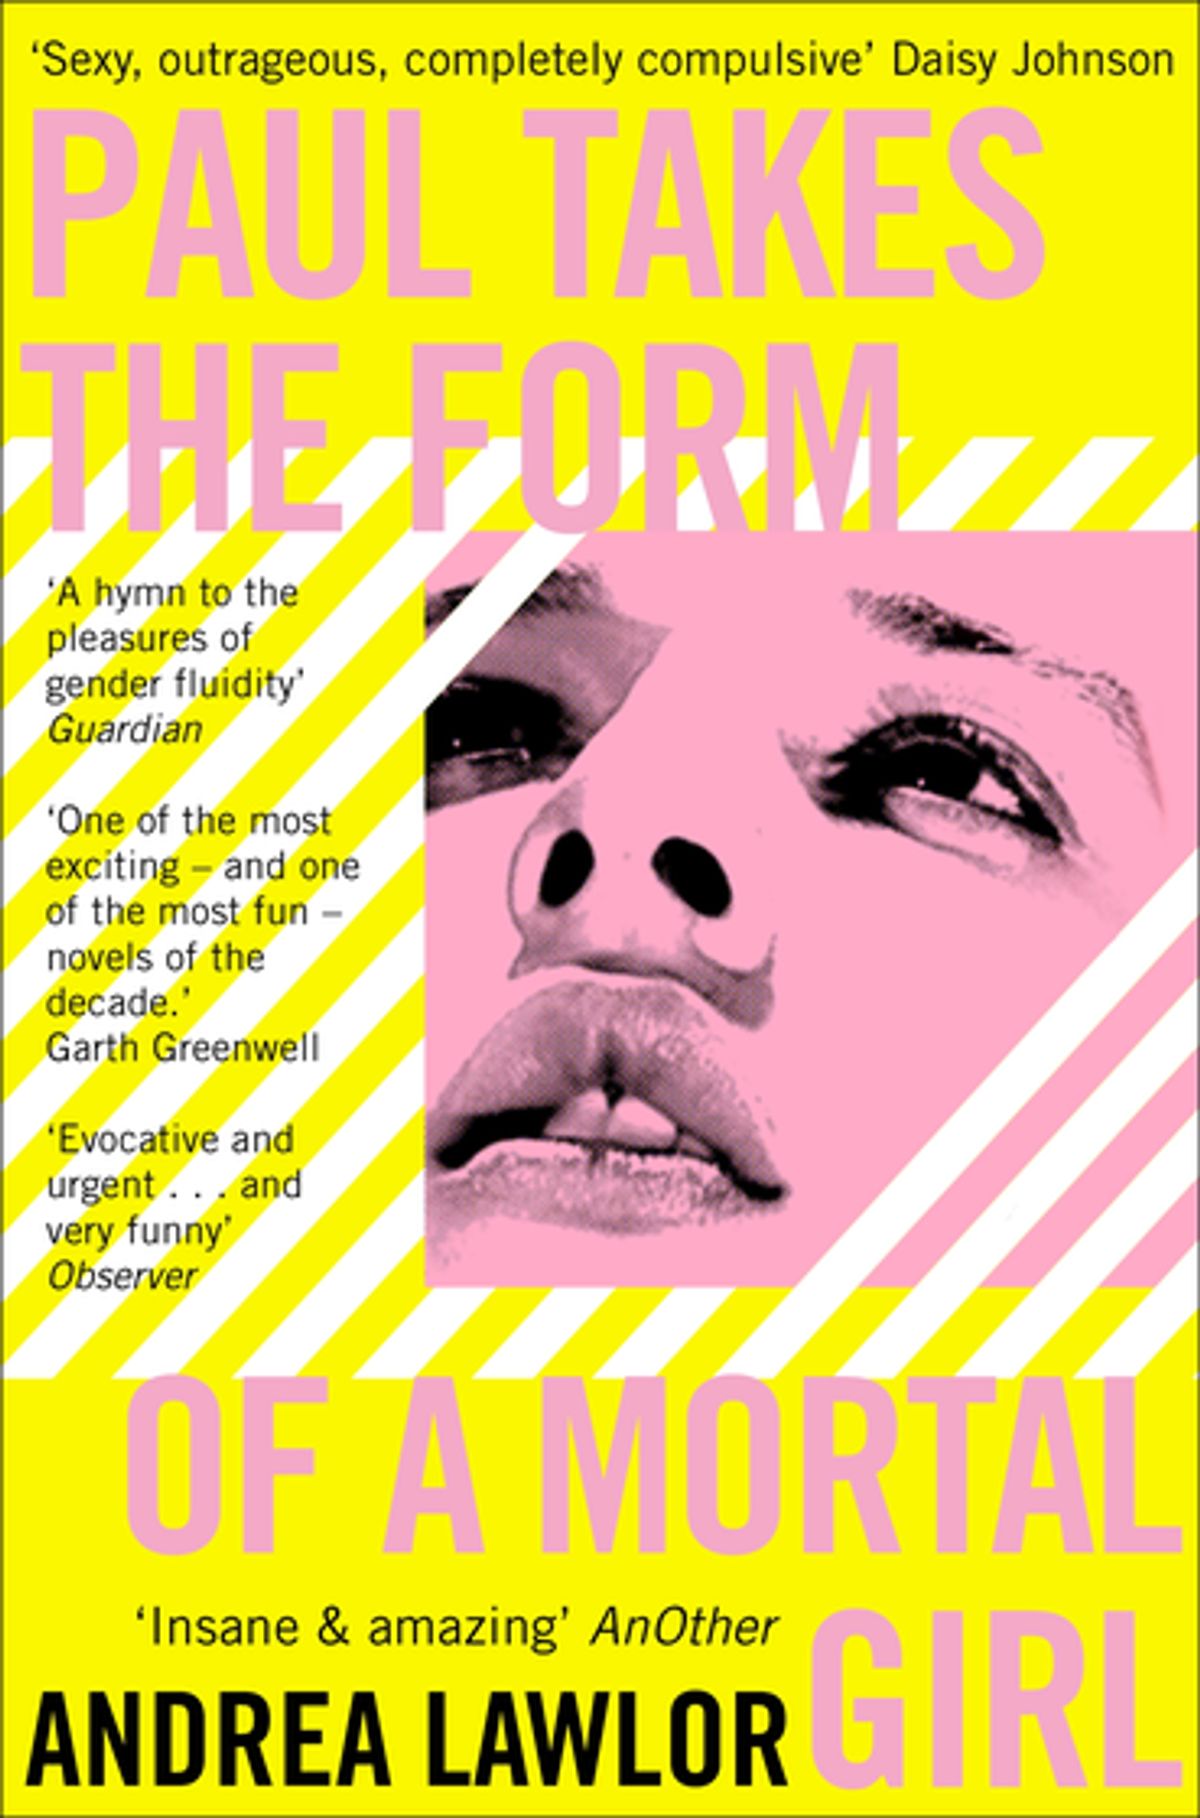 ‘Sexy, outrageous, completely compulsive’ Daisy Johnson
PAUL TAKES
THE FORM
‘A hymn to the
pleasures of
gender fluidity’
Guardian
‘One of the most
exciting – and one
of the most fun –
novels of the
decade.’
Garth Greenwell
‘Evocative and
urgent . . . and
very funny’
Observer
OF A MORTAL
GIRL
‘Insane & amazing’ AnOther
ANDREA LAWLOR